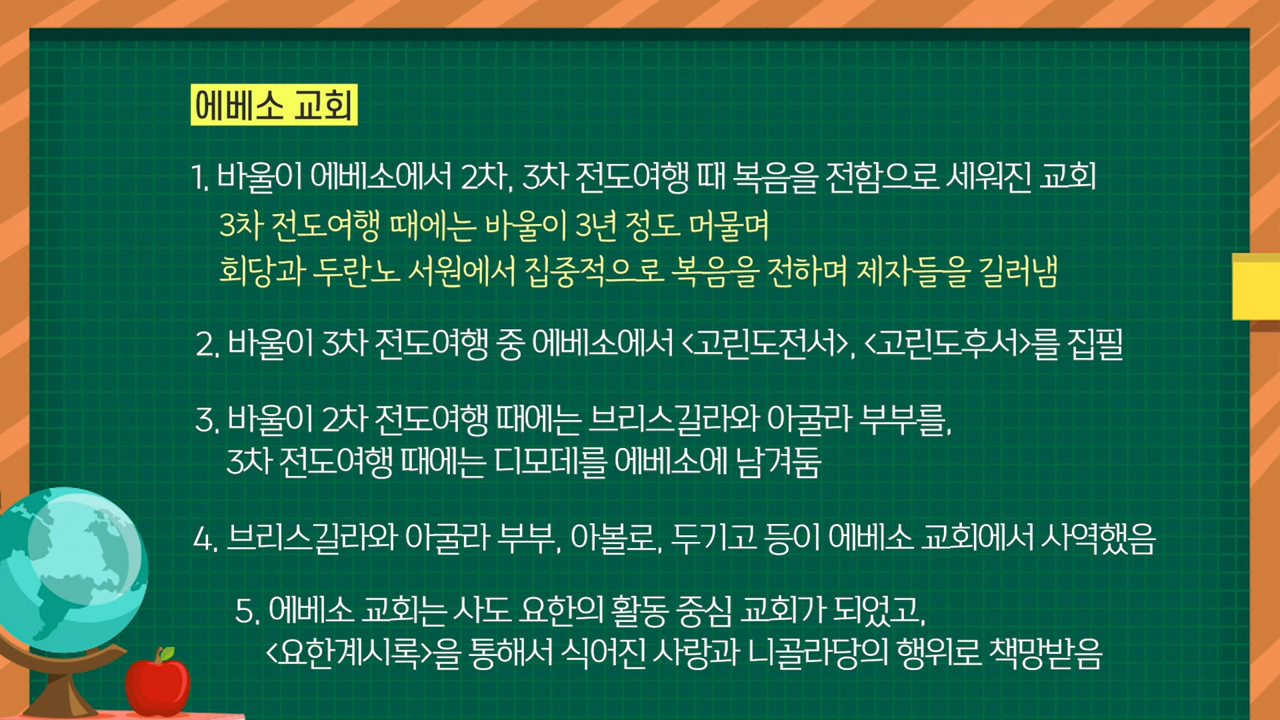 에베소 교회
1. 바울이 에베소에서 2차, 3차 전도여행 때 복음을 전함으로 세워진 교회
3차 전도여행 떄에는 바울이 3년 정도 머물며
회당과 두란노 서원에서 집중적으로 복음을 전하며 제자들을 길러냄
2. 바울이 3차 전도여행 중 에베소에서 <고린도전서>, <고린도후서>를 집필
3. 바울이 2차 전도여행 때에는 브리스길라와 아굴라 부부를,
3차 전도여행 때에는 디모데를 에베소에 남겨둠
4. 브리스길라와 아굴라 부부, 아볼로, 두기고 등이 에베소 교회에서 사역했음
5. 에베소 교회는 사도 요한의 활동 중심 교회가 되었고,
<요한계시록>을 통해서 식어진 사랑과 니골라당의 행위로 책망받음